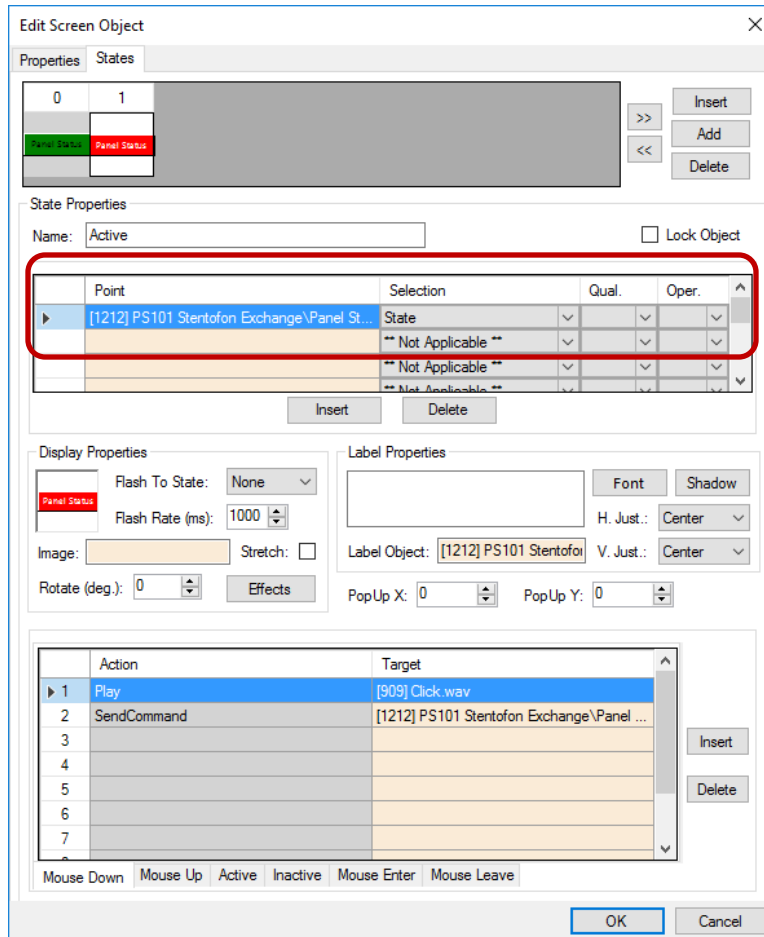 Edit Screen Object
Properties States
0 1
Panel Status Panel Status
>>
<<
Insert
Add
Delete
State Properties
Name: Active
Lock Object
Point Selection Qual. Oper.
[1212] PS101 Stentofon Exchange\Panel St... State
** Not Applicable **
** Not Applicable **
** Not Applicable **
Insert Delete
Display Properties
Panel Status
Flash To State: None
Flash Rate (ms): 1000
Image: Stretch:
Rotate (deg.): 0 Effects
Label Properties
Font Shadow
H. Just.: Center
Label Object: [1212] PS101 Stentofo V. Just.: Center
PopUp X: 0 PopUp Y: 0
Action Target
1 Play [909] Click.wav
2 SendCommand [1212] PS101 Stentofon Exchange\Panel ...
3
4
5
6
7
Insert
Delete
Mouse Down Mouse Up Active Inactive Mouse Enter Mouse Leave
OK Cancel